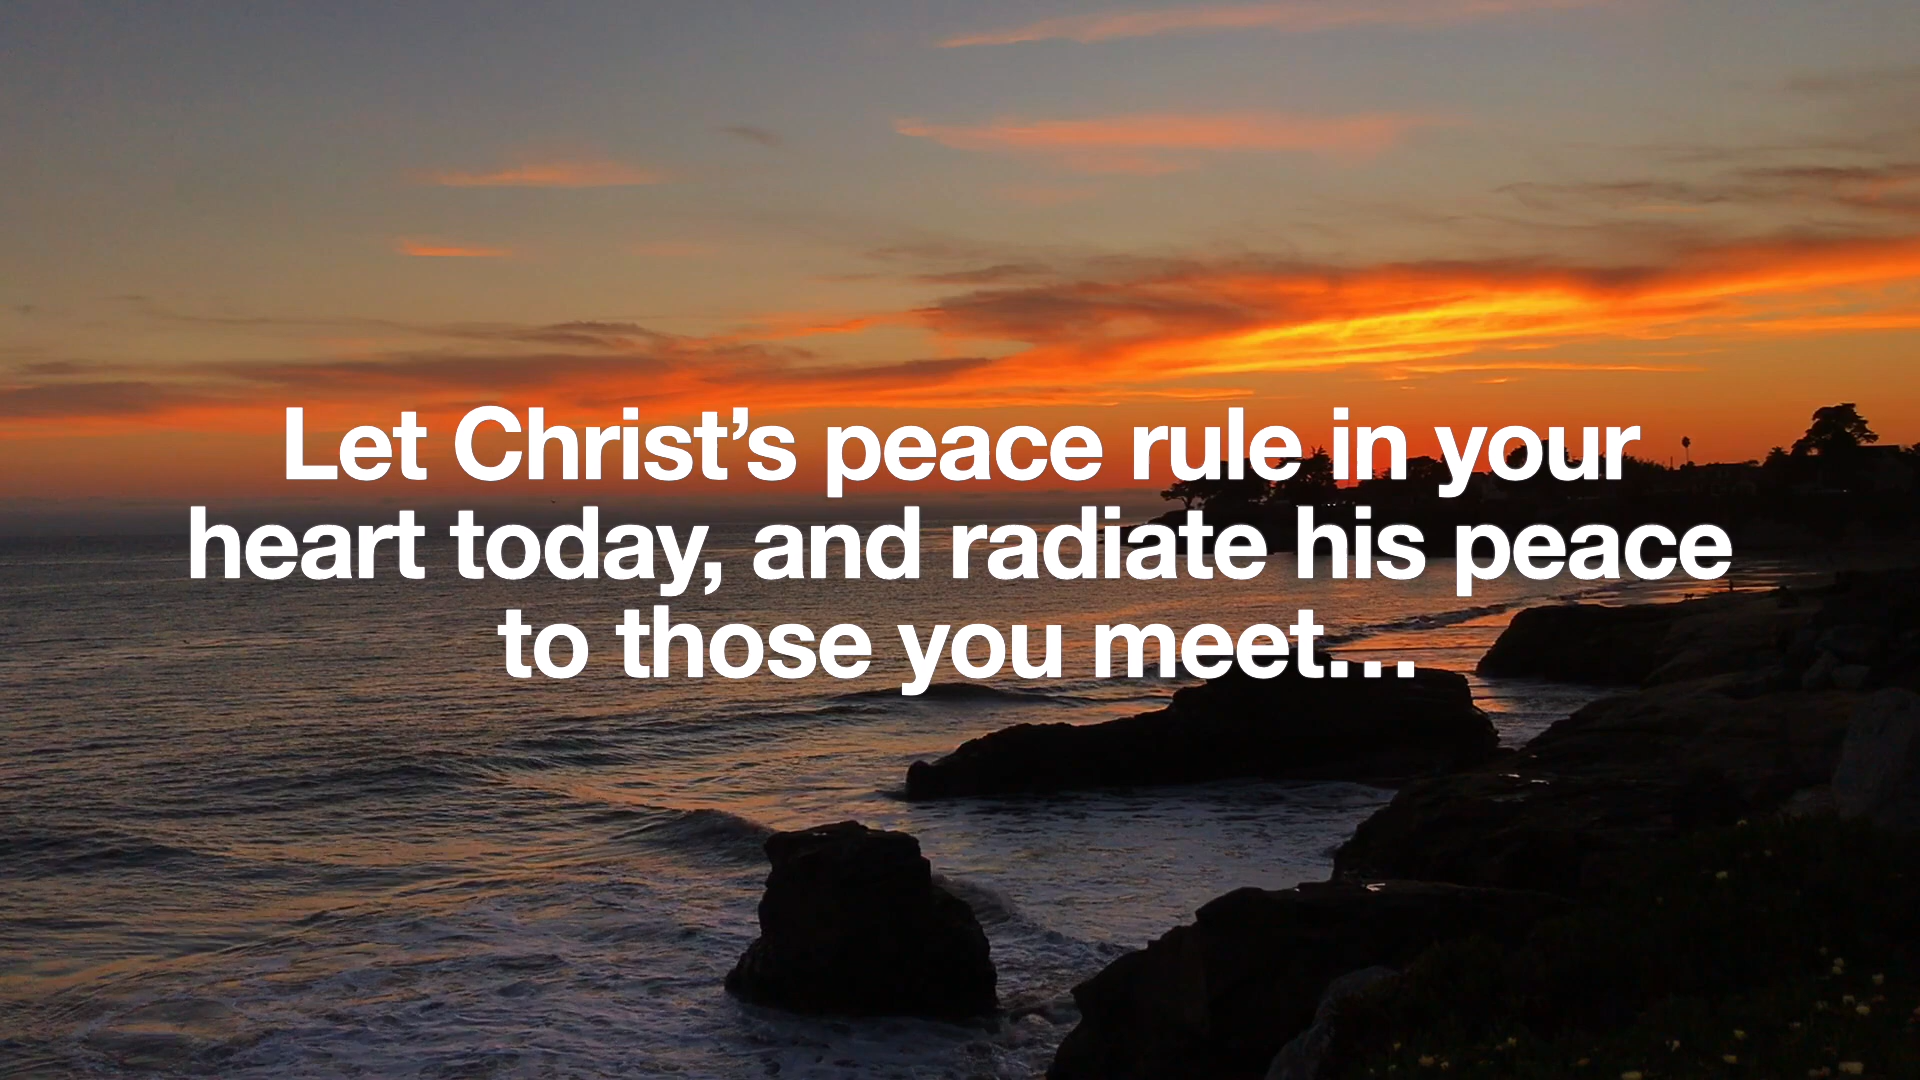 Let Christ’s peace rule in your
heart today, and radiate his peace
to those you meet…